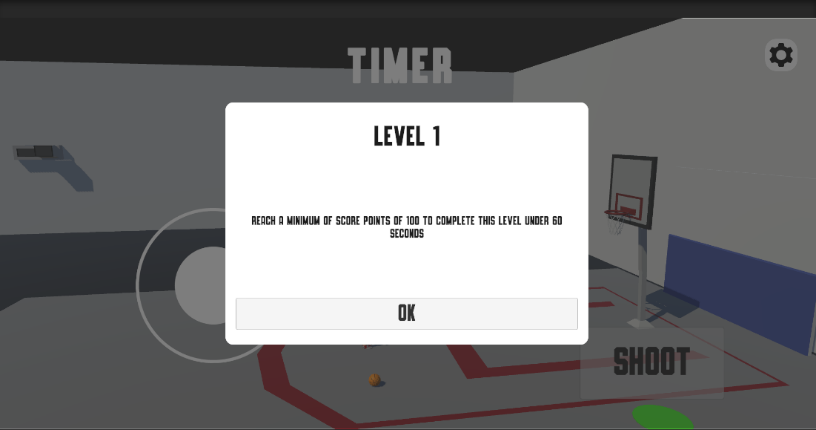 TIMER
LEVEL 1
REACH A MINIMUM OF SCORE POINTS OF 100 TO COMPLETE THIS LEVEL UNDER 60
SECONDS
OK
SHOOT